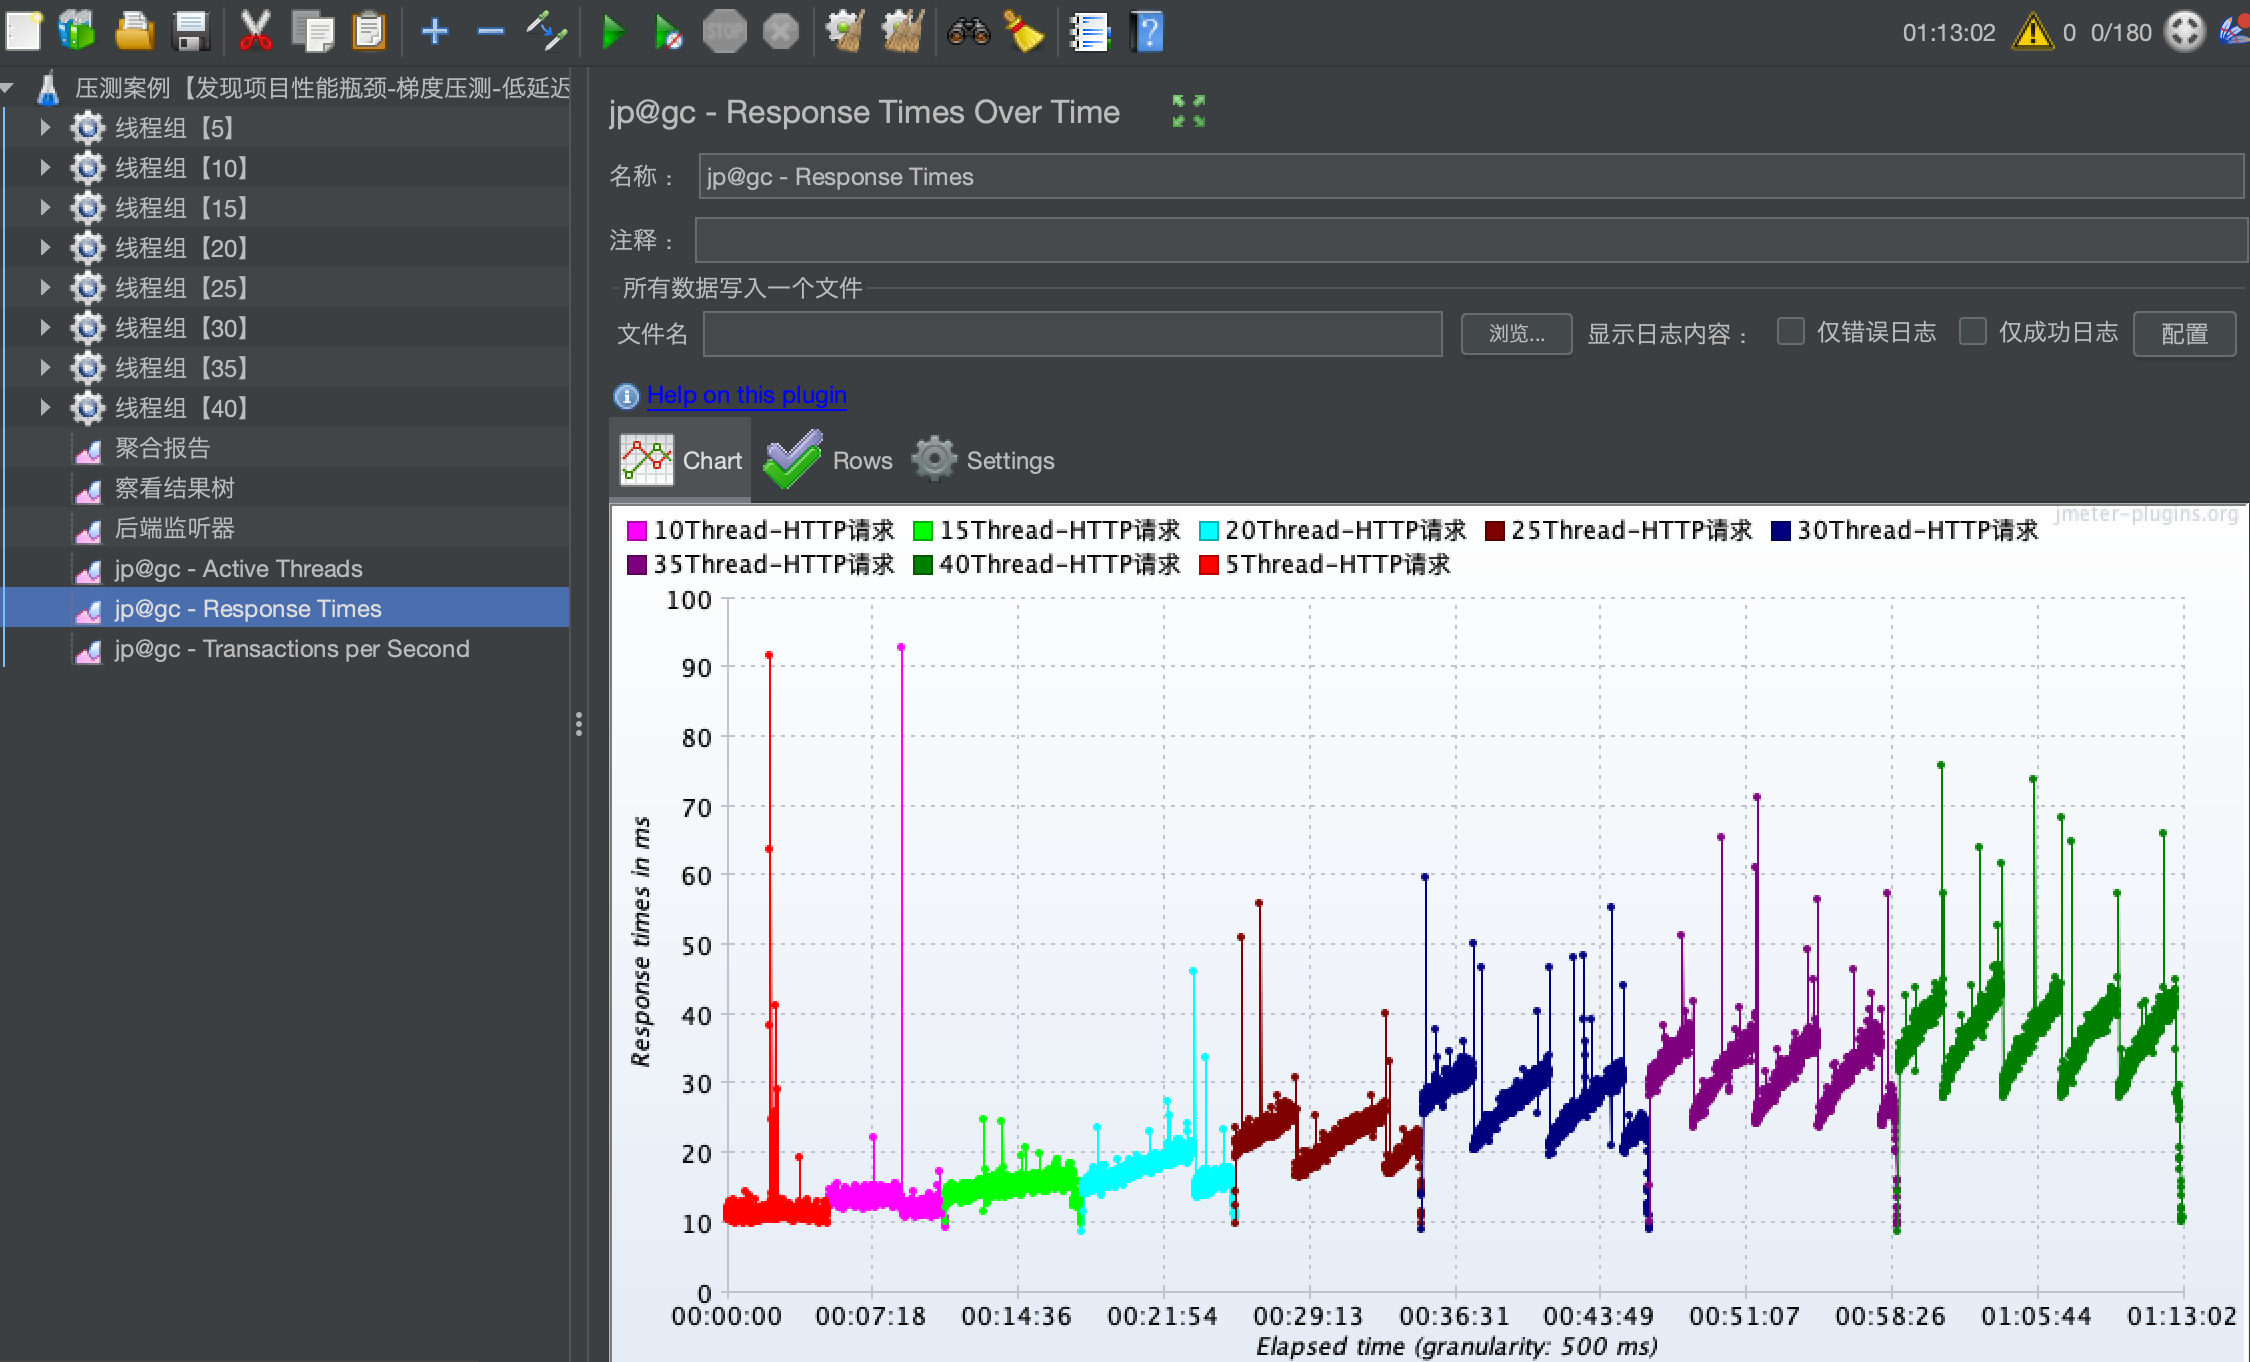 STOP
01:13:02 0 0/180
压测案例【发现项目性能瓶颈-梯度压测-低延迟
线程组【5】
线程组【10】
线程组【15】
线程组【20】
线程组【25】
线程组【30】
线程组【35】
线程组【40】
聚合报告
察看结果树
后端监听器
jp@gc - Active Threads
jp@gc - Response Times
jp@gc - Transactions per Second
jp@gc - Response Times Over Time
名称： jp@gc - Response Times
注释：
所有数据写入一个文件
文件名 浏览... 显示日志内容： 仅错误日志 仅成功日志 配置
Help on this plugin
Chart Rows Settings
jmeter-plugins.org
10Thread-HTTP请求 15Thread-HTTP请求 20Thread-HTTP请求 25Thread-HTTP请求 30Thread-HTTP请求
35Thread-HTTP请求 40Thread-HTTP请求 5Thread-HTTP请求
100
90
80
70
60
50
40
30
20
10
0
Response times in ms
00:00:00 00:07:18 00:14:36 00:21:54 00:29:13 00:36:31 00:43:49 00:51:07 00:58:26 01:05:44 01:13:02
Elapsed time (granularity: 500 ms)